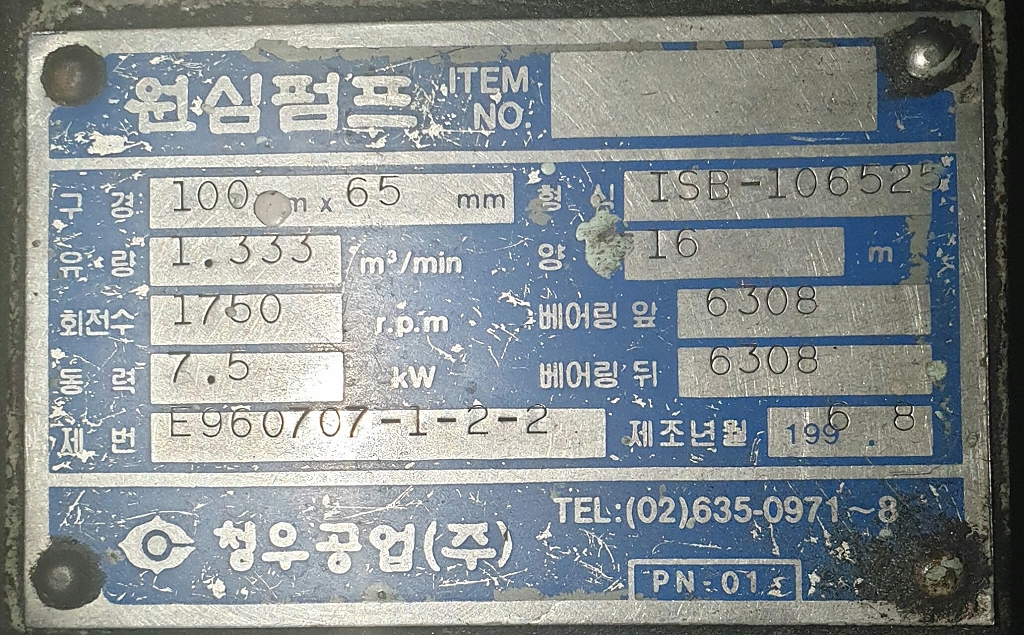 원심펌프 ITEM NO.
구 경 100 m x 65 mm 형 식 ISB-106525
유 량 1.333 m³/min 양 16 m
회전수 1750 r.p.m 베어링 앞 6308
동 력 7.5 kW 베어링 뒤 6308
제 번 E960707-1-2-2 제조년월 1996. 8
청우공업(주) TEL:(02)635-0971~8
PN-01